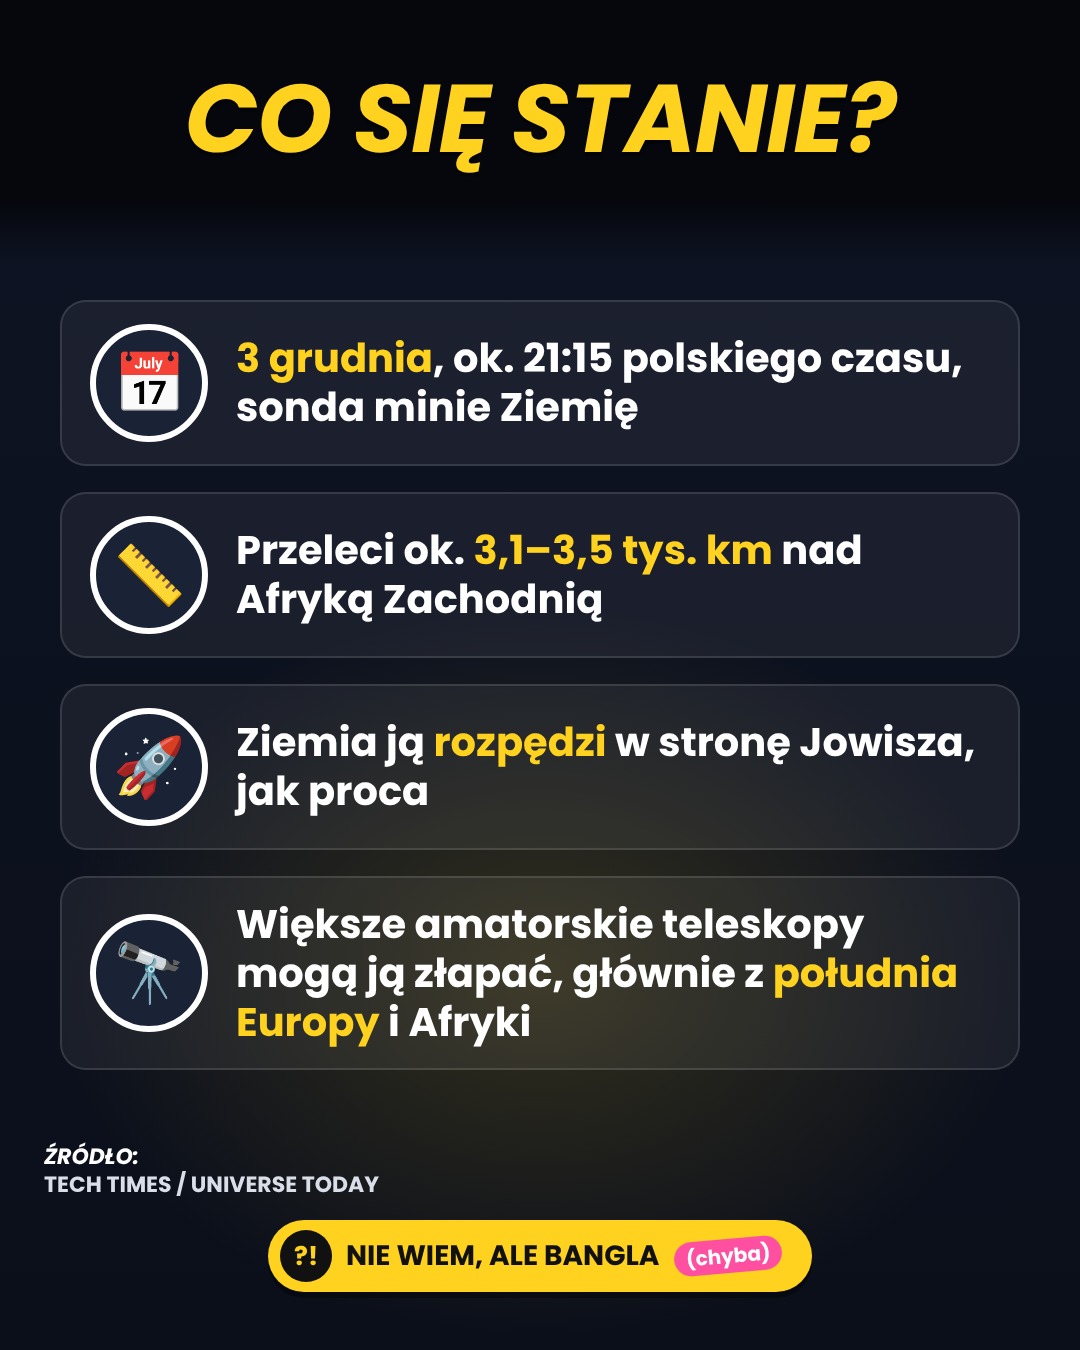 CO SIĘ STANIE?
July
17
3 grudnia, ok. 21:15 polskiego czasu,
sonda minie Ziemię
Przeleci ok. 3,1–3,5 tys. km nad
Afryką Zachodnią
Ziemia ją rozpędzi w stronę Jowisza,
jak proca
Większe amatorskie teleskopy
mogą ją złapać, głównie z południa
Europy i Afryki
ŹRÓDŁO:
TECH TIMES / UNIVERSE TODAY
?! NIE WIEM, ALE BANGLA (chyba)